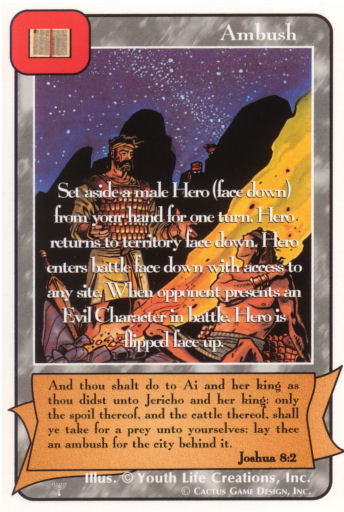 Ambush
Set aside a male Hero (face down)
from your hand for one turn. Hero
returns to territory face down. Hero
enters battle face down with access to
any site. When opponent presents an
Evil Character in battle, Hero is
flipped face up.
And thou shalt do to Ai and her king as
thou didst unto Jericho and her king: only
the spoil thereof, and the cattle thereof, shall
ye take for a prey unto yourselves: lay thee
an ambush for the city behind it.
Joshua 8:2
Illus. © Youth Life Creations, Inc.
© Cactus Game Design, Inc.